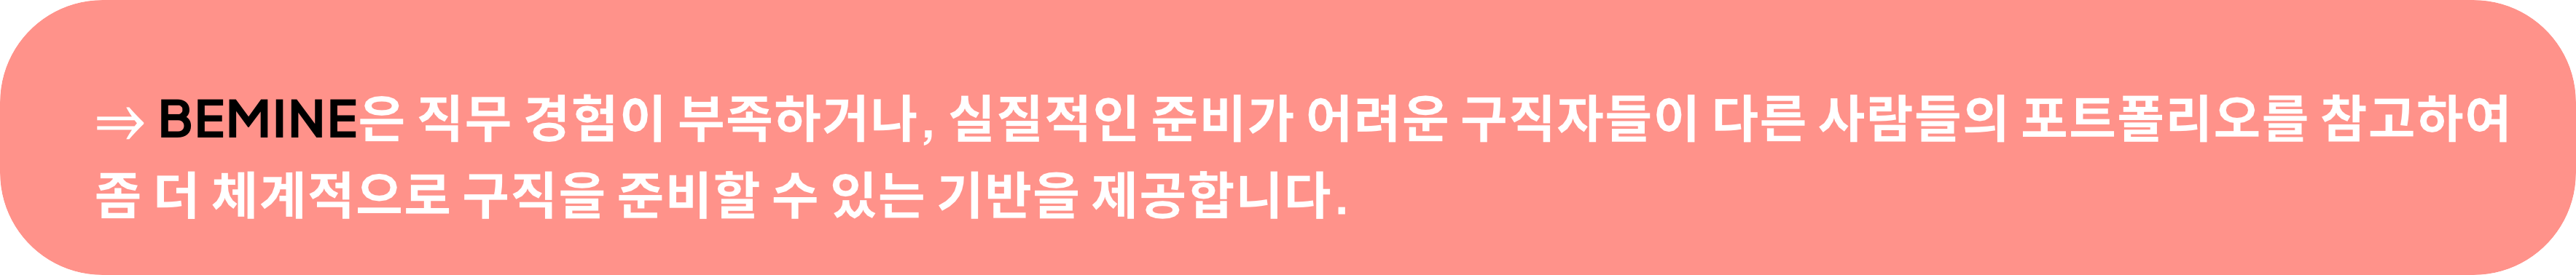 ⇒ BEMINE은 직무 경험이 부족하거나, 실질적인 준비가 어려운 구직자들이 다른 사람들의 포트폴리오를 참고하여
좀 더 체계적으로 구직을 준비할 수 있는 기반을 제공합니다.